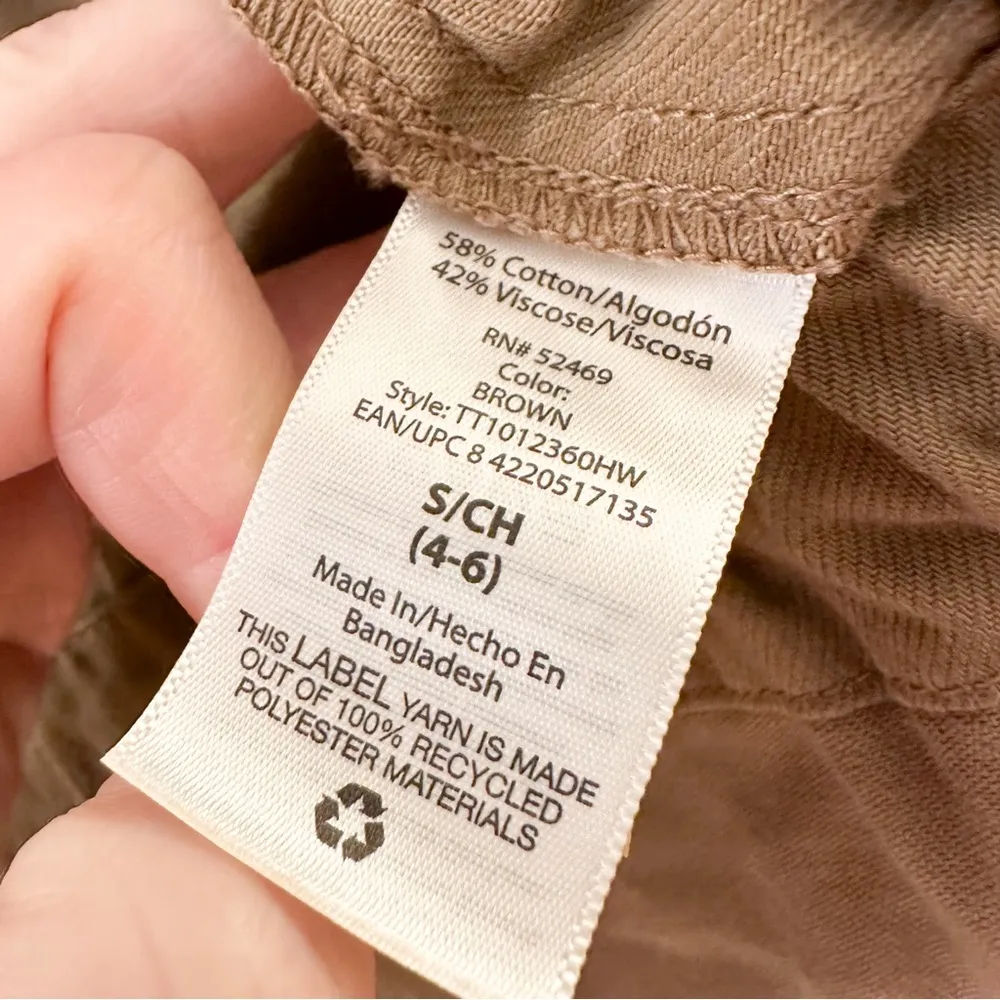 58% Cotton/Algodón
42% Viscose/Viscosa
RN# 52469
Color:
BROWN
Style: TT1012360HW
EAN/UPC 8 4220517135
S/CH
(4-6)
Made In/Hecho En
Bangladesh
THIS LABEL YARN IS MADE
OUT OF 100% RECYCLED
POLYESTER MATERIALS